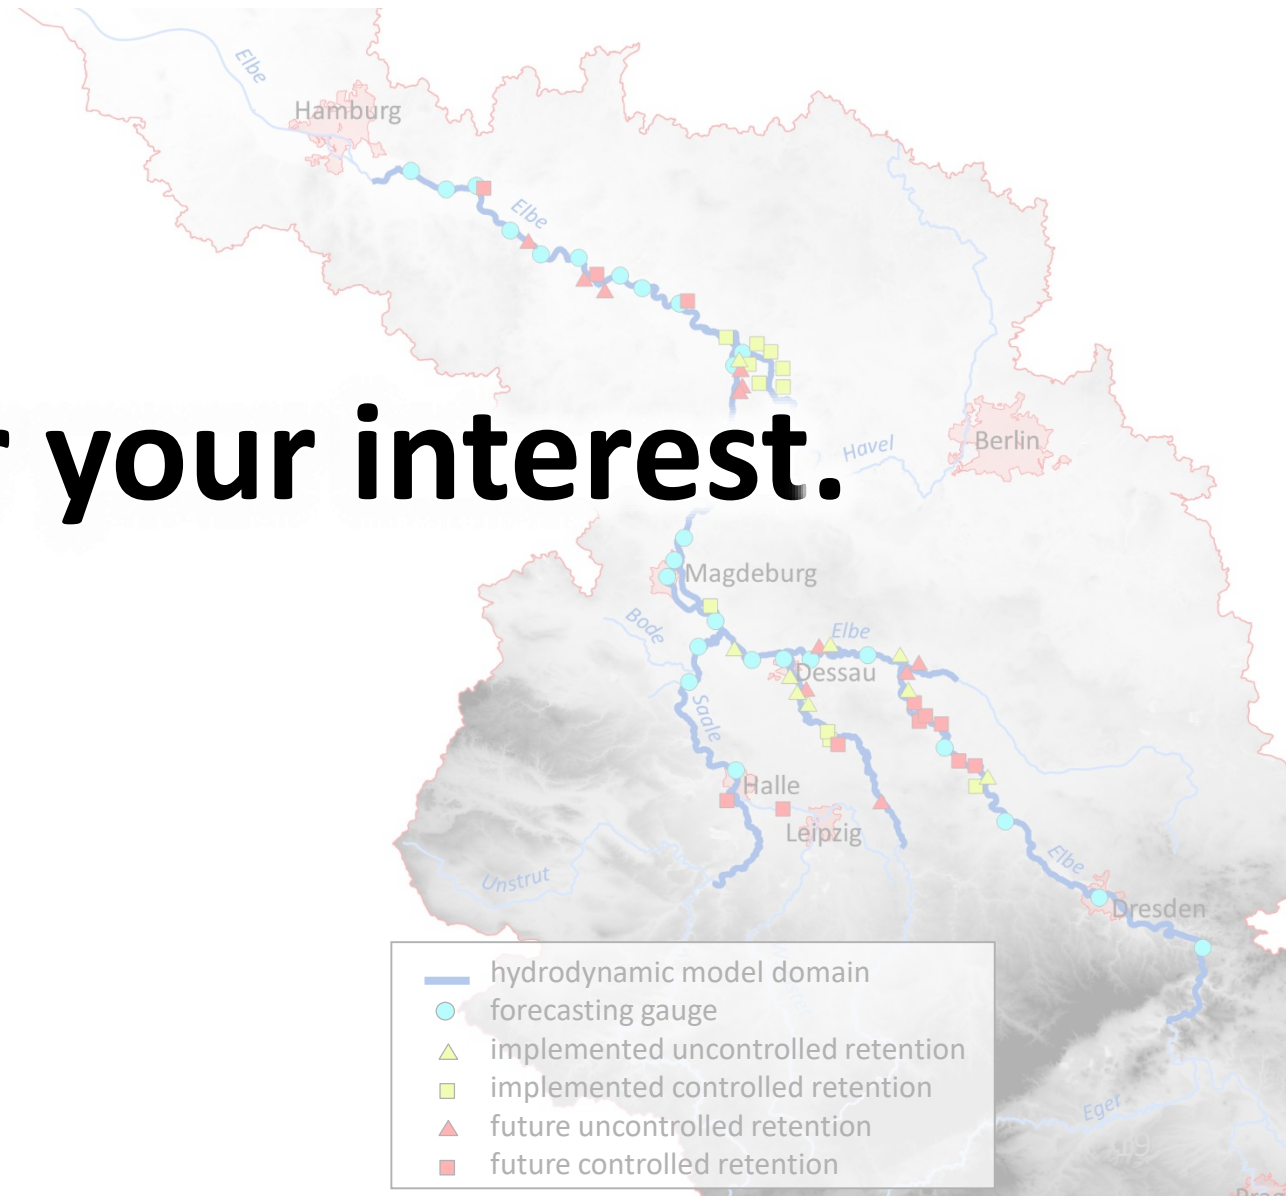 Elbe
Hamburg
Elbe
r your interest.
Havel
Berlin
Magdeburg
Bode
Elbe
Dessau
Saale
Halle
Leipzig
Elbe
Unstrut
Dresden
hydrodynamic model domain
forecasting gauge
implemented uncontrolled retention
implemented controlled retention
future uncontrolled retention
future controlled retention
Eger
19